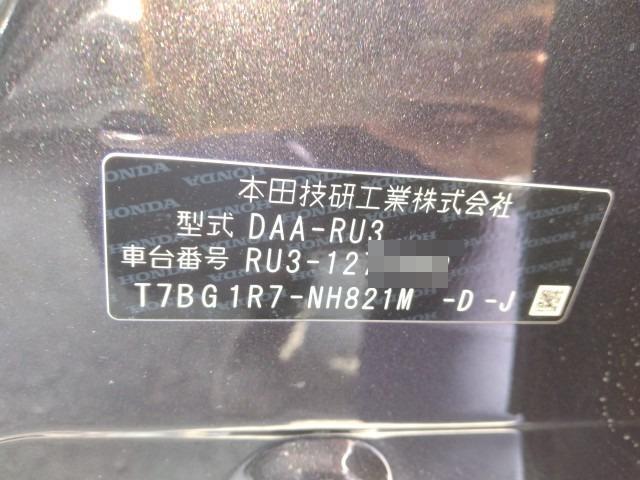 本田技研工業株式会社
型式 DAA-RU3
車台番号 RU3-127
T7BG1R7-NH821M -D-J